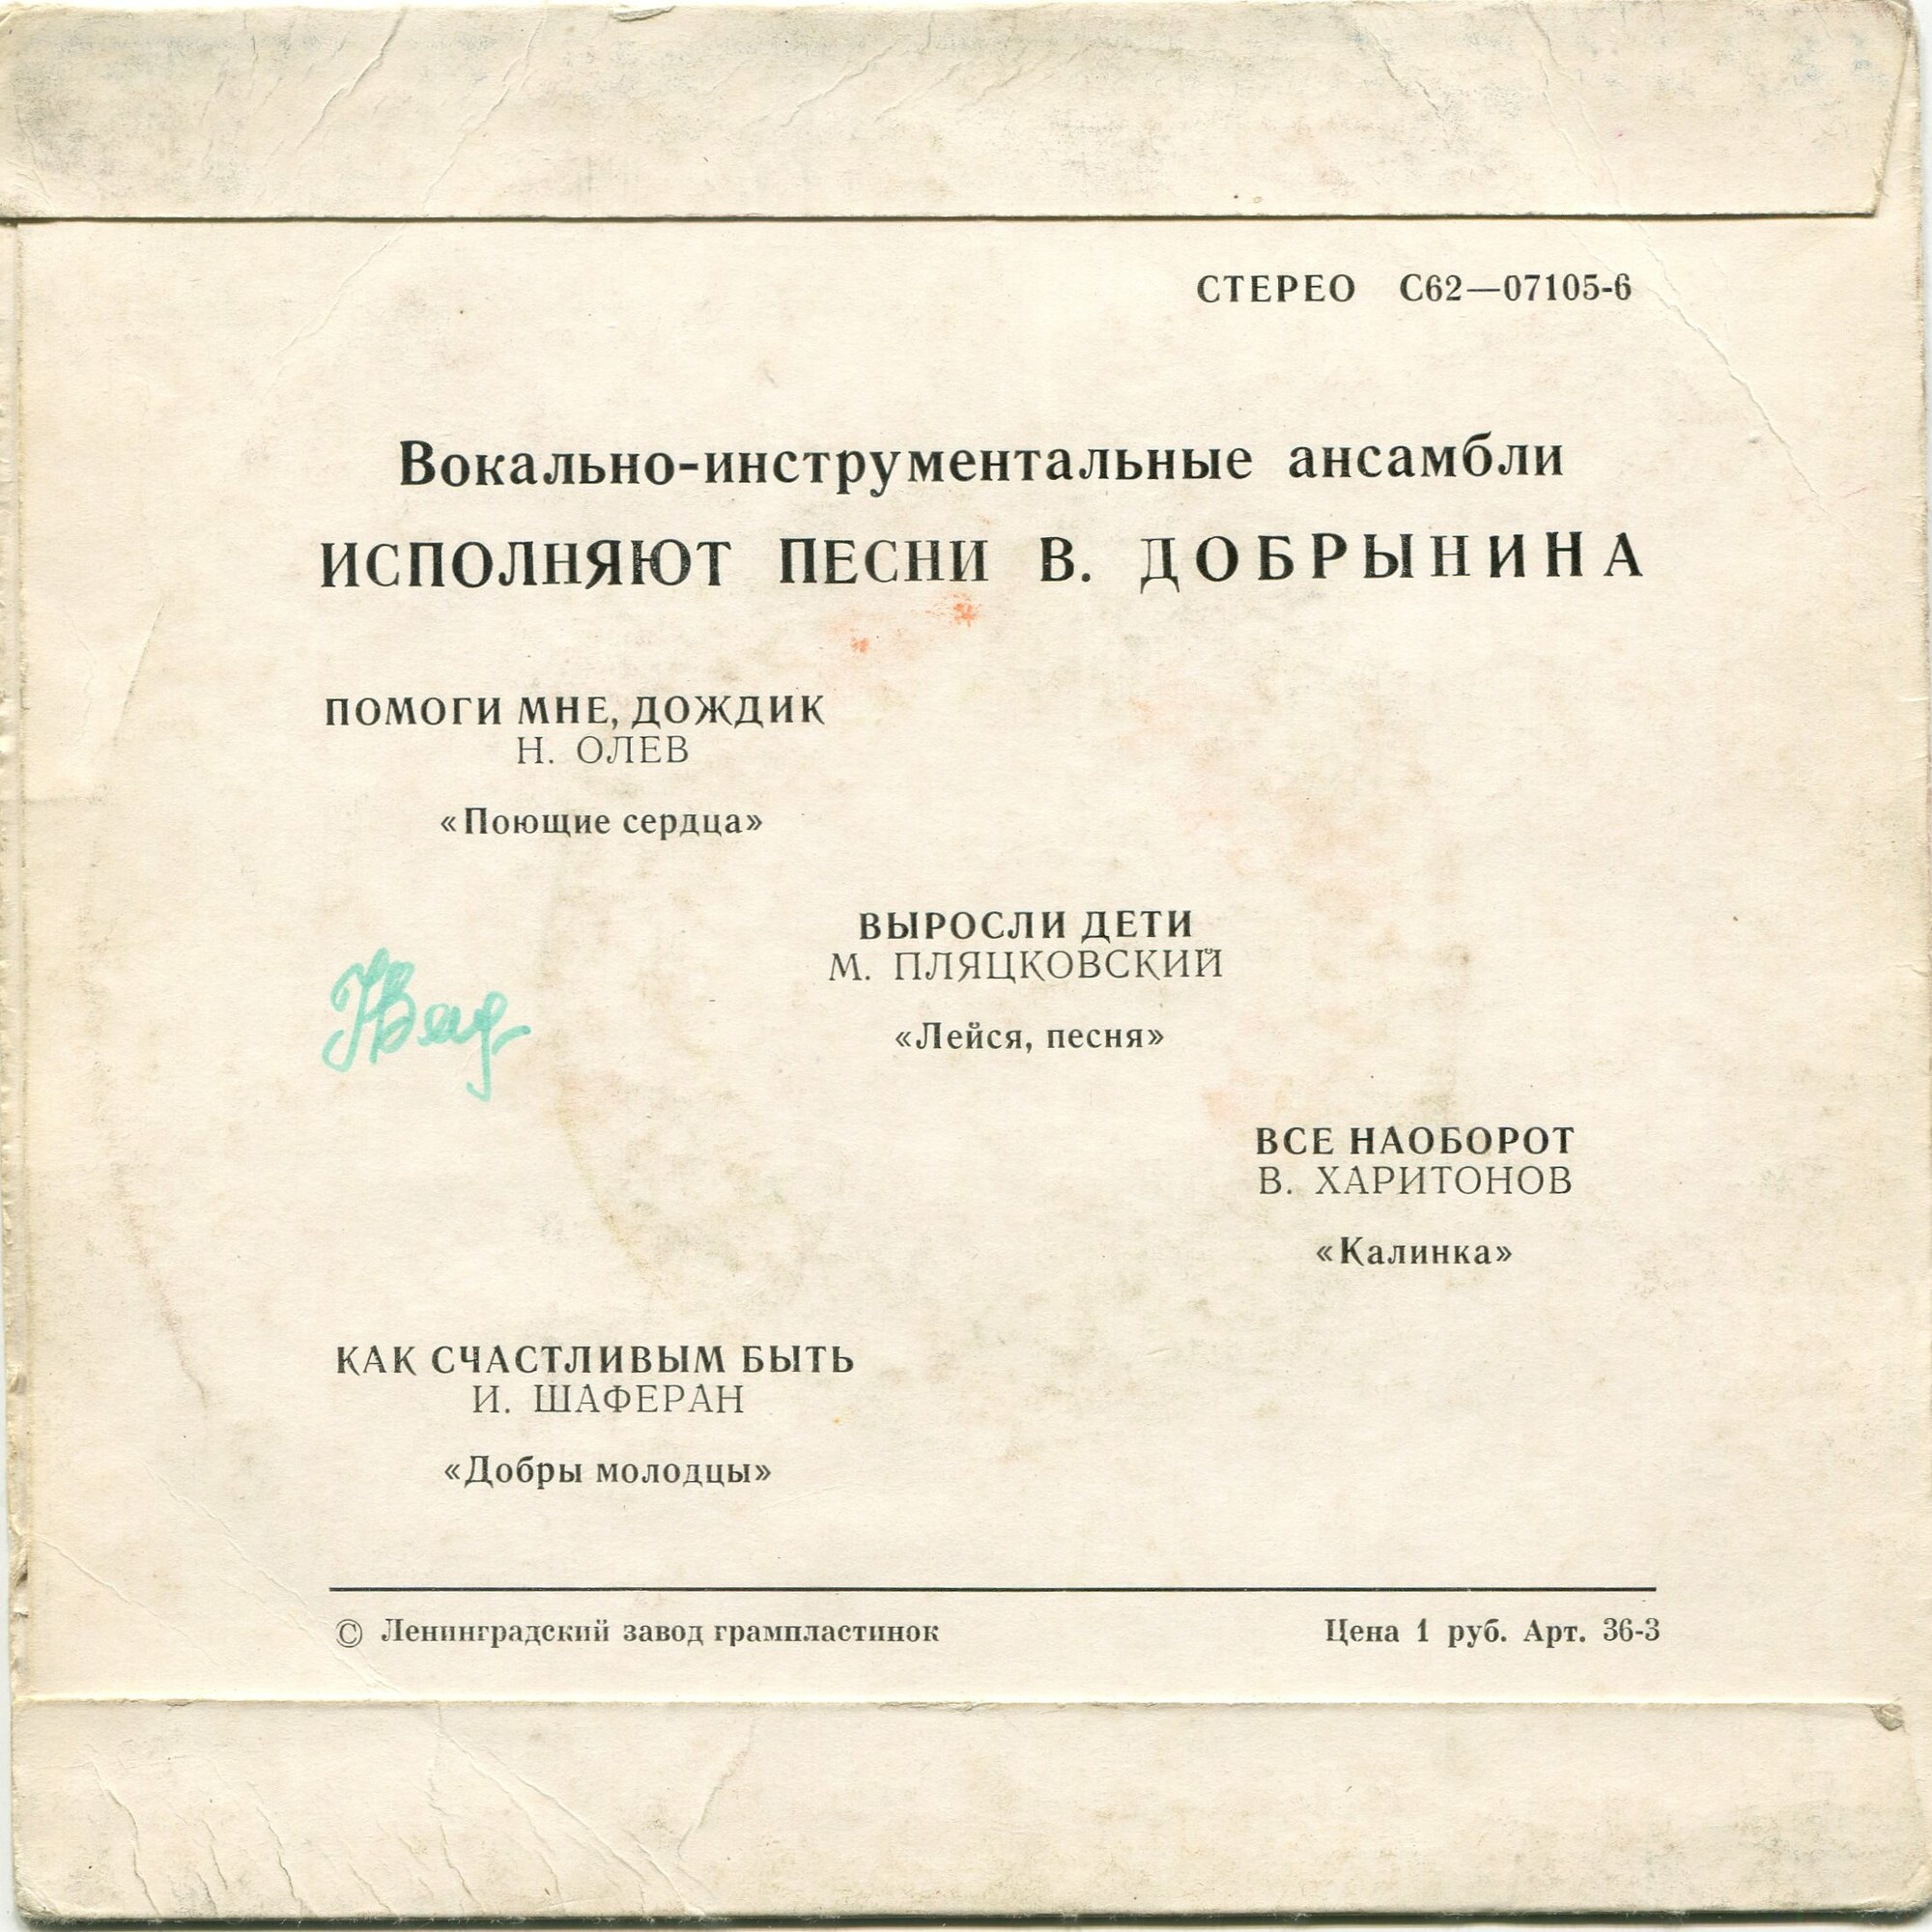 СТЕРЕО С62—07105-6
Вокально-инструментальные ансамбли
ИСПОЛНЯЮТ ПЕСНИ В. ДОБРЫНИНА
ПОМОГИ МНЕ, ДОЖДИК
Н. ОЛЕВ
«Поющие сердца»
ВЫРОСЛИ ДЕТИ
М. ПЛЯЦКОВСКИЙ
«Лейся, песня»
ВСЕ НАОБОРОТ
В. ХАРИТОНОВ
«Калинка»
КАК СЧАСТЛИВЫМ БЫТЬ
И. ШАФЕРАН
«Добры молодцы»
© Ленинградский завод грампластинок
Цена 1 руб. Арт. 36-3